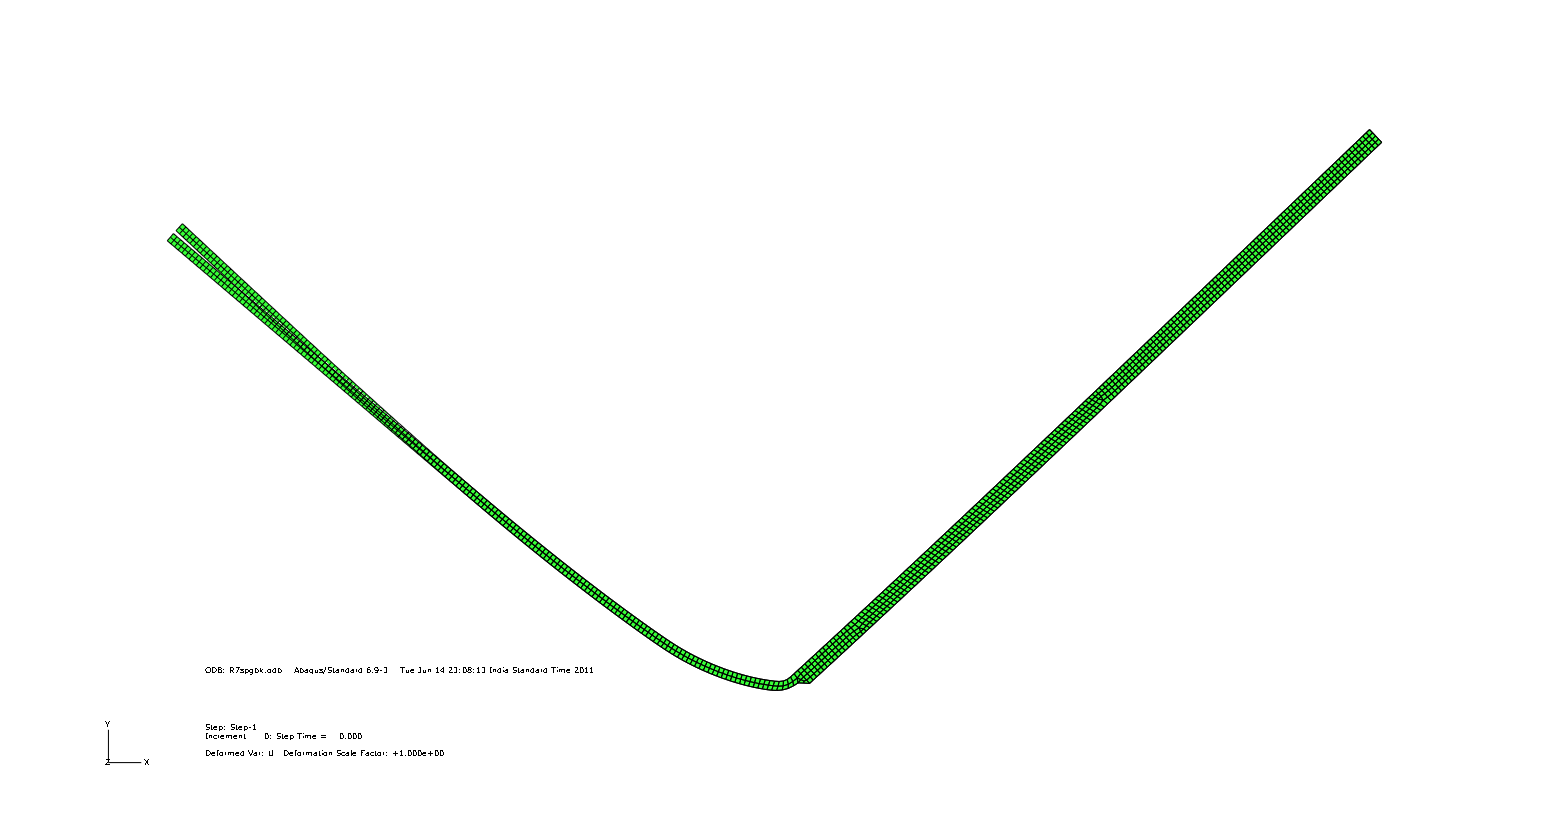 ODB: R7spgbk.odb Abaqus/Standard 6.9-3 Tue Jun 14 23:08:13 India Standard Time 2011
Step: Step-1
Increment 0: Step Time = 0.000
Deformed Var: U Deformation Scale Factor: +1.000e+00
Y
Z X